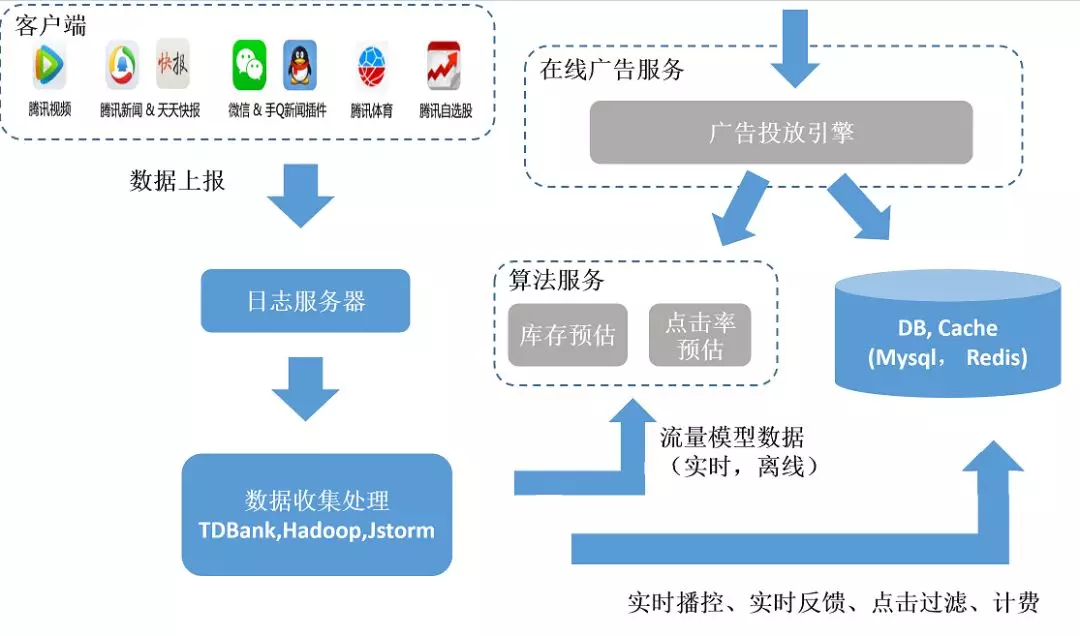 客户端
快报
腾讯视频
腾讯新闻 & 天天快报
微信 & 手Q新闻插件
腾讯体育
腾讯自选股
数据上报
日志服务器
数据收集处理
TDBank,Hadoop,Jstorm
在线广告服务
广告投放引擎
算法服务
库存预估
点击率
预估
DB, Cache
(Mysql， Redis)
流量模型数据
（实时，离线）
实时播控、实时反馈、点击过滤、计费